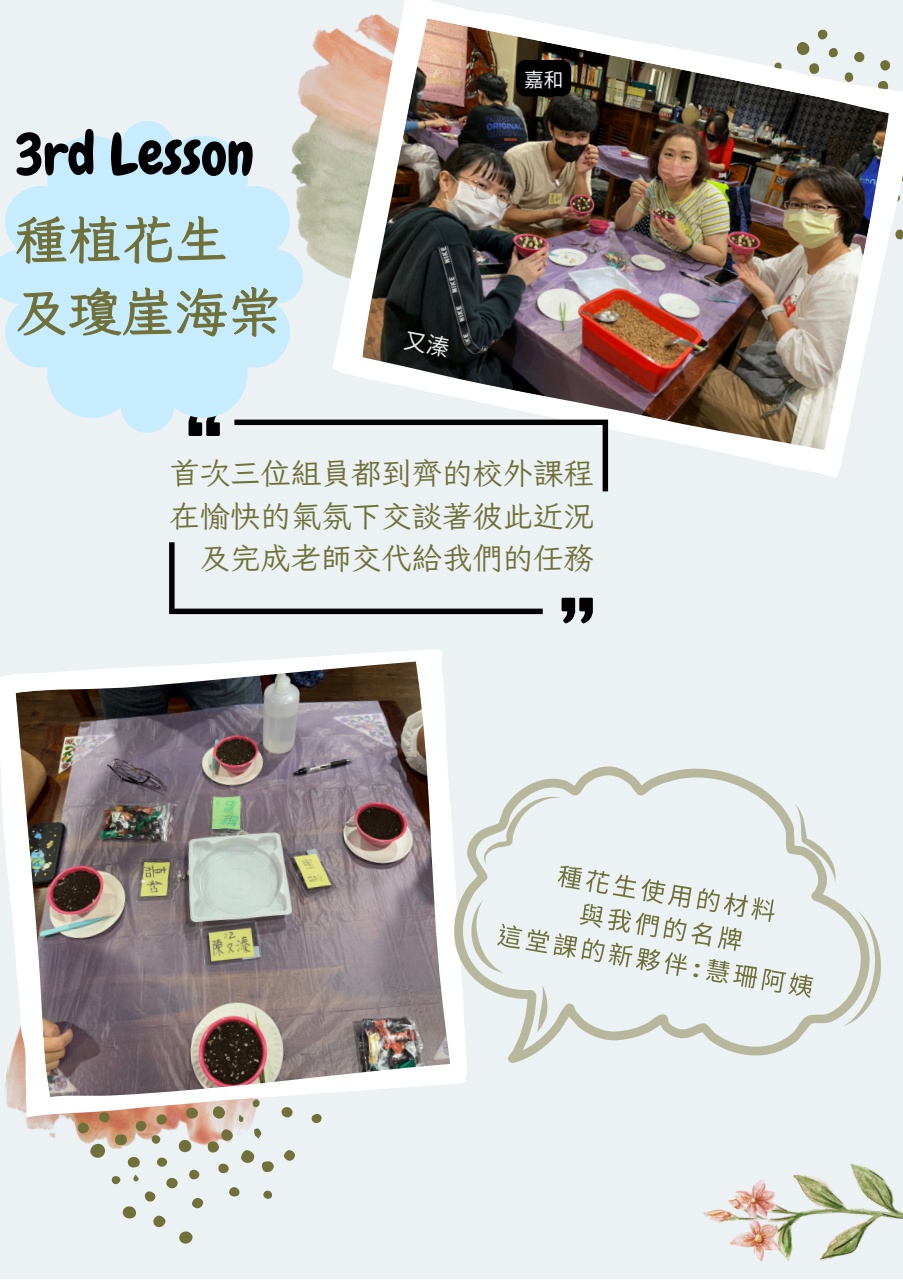 3rd Lesson
種植花生
及瓊崖海棠
嘉和
ORIGINAL
NIKE
NIKE
NIKE
又溱
首次三位組員都到齊的校外課程
在愉快的氣氛下交談著彼此近況
及完成老師交代給我們的任務
陳又溱
種花生使用的材料
與我們的名牌
這堂課的新夥伴:慧珊阿姨